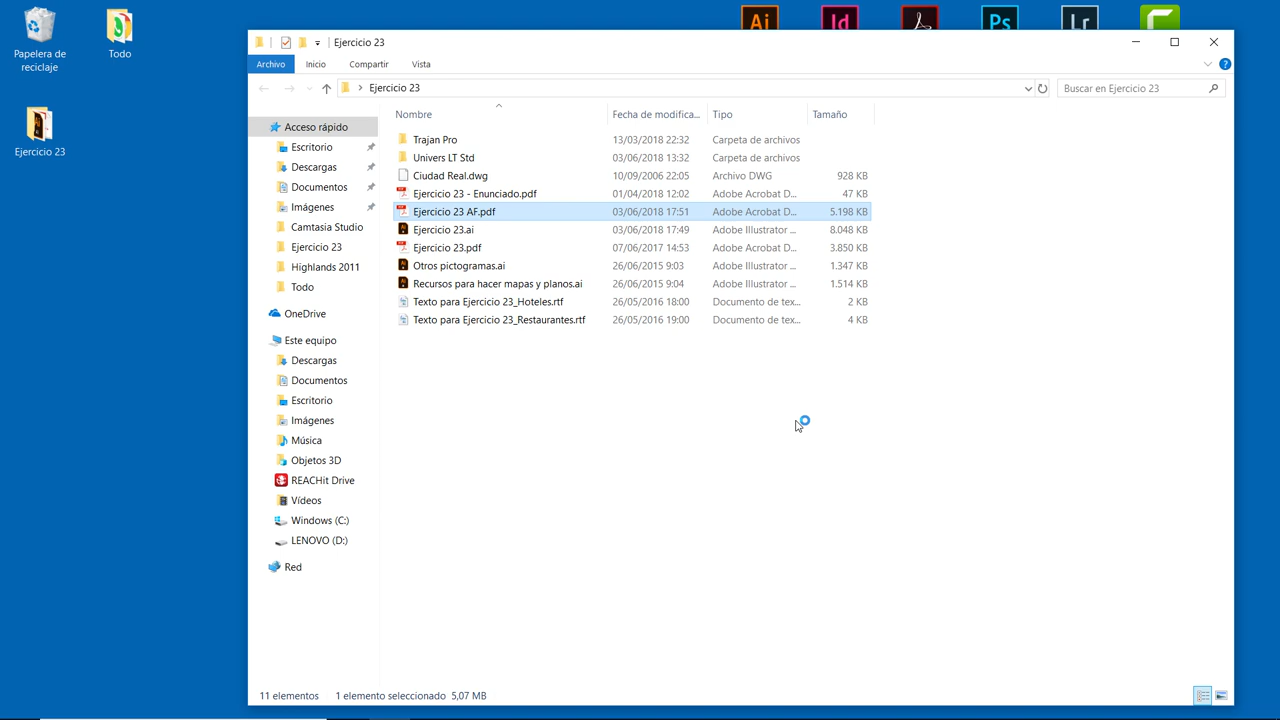 Papelera de
reciclaje
Todo
Ejercicio 23
Ai
Id
Ps
Lr
Ejercicio 23
Archivo
Inicio
Compartir
Vista
Ejercicio 23
Buscar en Ejercicio 23
Nombre
Fecha de modifica...
Tipo
Tamaño
Trajan Pro 13/03/2018 22:32 Carpeta de archivos
Univers LT Std 03/06/2018 13:32 Carpeta de archivos
Ciudad Real.dwg 10/09/2006 22:05 Archivo DWG 928 KB
Ejercicio 23 - Enunciado.pdf 01/04/2018 12:02 Adobe Acrobat D... 47 KB
Ejercicio 23 AF.pdf 03/06/2018 17:51 Adobe Acrobat D... 5.198 KB
Ejercicio 23.ai 03/06/2018 17:49 Adobe Illustrator ... 8.048 KB
Ejercicio 23.pdf 07/06/2017 14:53 Adobe Acrobat D... 3.850 KB
Otros pictogramas.ai 26/06/2015 9:03 Adobe Illustrator ... 1.347 KB
Recursos para hacer mapas y planos.ai 26/06/2015 9:04 Adobe Illustrator ... 1.514 KB
Texto para Ejercicio 23_Hoteles.rtf 26/05/2016 18:00 Documento de tex... 2 KB
Texto para Ejercicio 23_Restaurantes.rtf 26/05/2016 19:00 Documento de tex... 4 KB
Acceso rápido
Escritorio
Descargas
Documentos
Imágenes
Camtasia Studio
Ejercicio 23
Highlands 2011
Todo
OneDrive
Este equipo
Descargas
Documentos
Escritorio
Imágenes
Música
Objetos 3D
REACHit Drive
Vídeos
Windows (C:)
LENOVO (D:)
Red
11 elementos
1 elemento seleccionado 5,07 MB